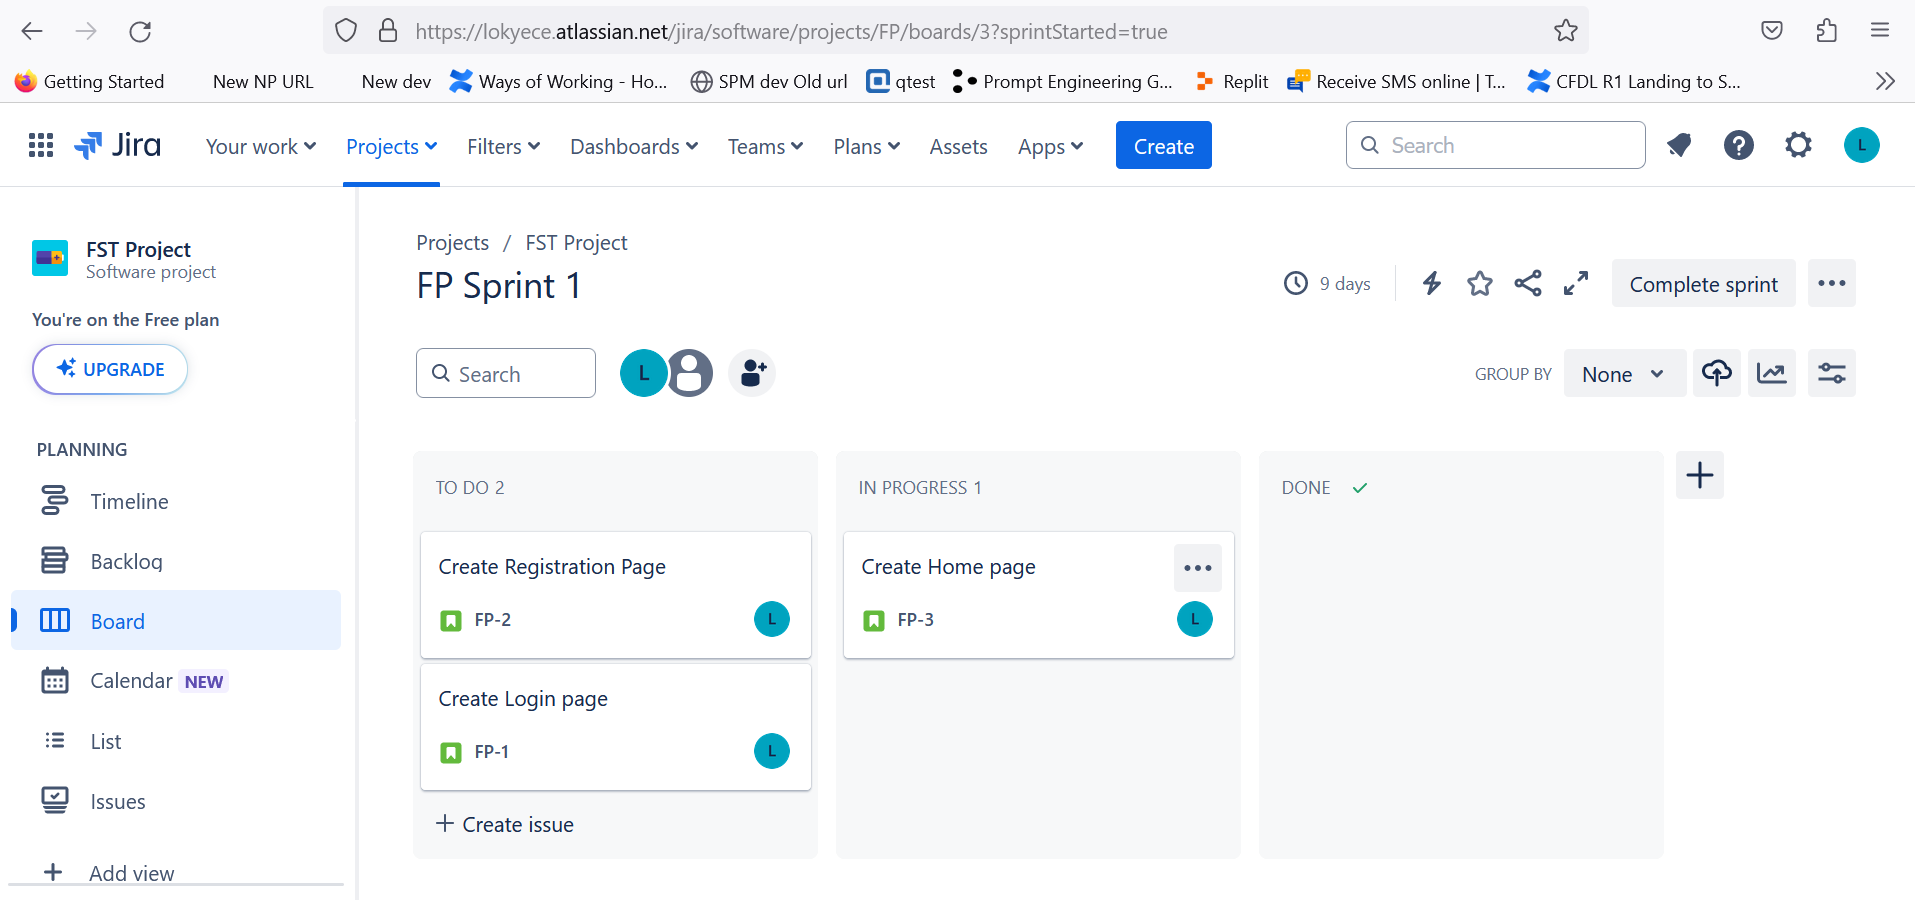 https://lokyece.atlassian.net/jira/software/projects/FP/boards/3?sprintStarted=true
Getting Started New NP URL New dev Ways of Working - Ho... SPM dev Old url qtest Prompt Engineering G... Replit Receive SMS online | T... CFDL R1 Landing to S...
Jira Your work Projects Filters Dashboards Teams Plans Assets Apps Create Search L
FST Project
Software project
You're on the Free plan
UPGRADE
PLANNING
Timeline
Backlog
Board
Calendar NEW
List
Issues
Add view
Projects / FST Project
FP Sprint 1
9 days Complete sprint
Search L GROUP BY None
TO DO 2
Create Registration Page
FP-2 L
Create Login page
FP-1 L
+ Create issue
IN PROGRESS 1
Create Home page
FP-3 L
DONE